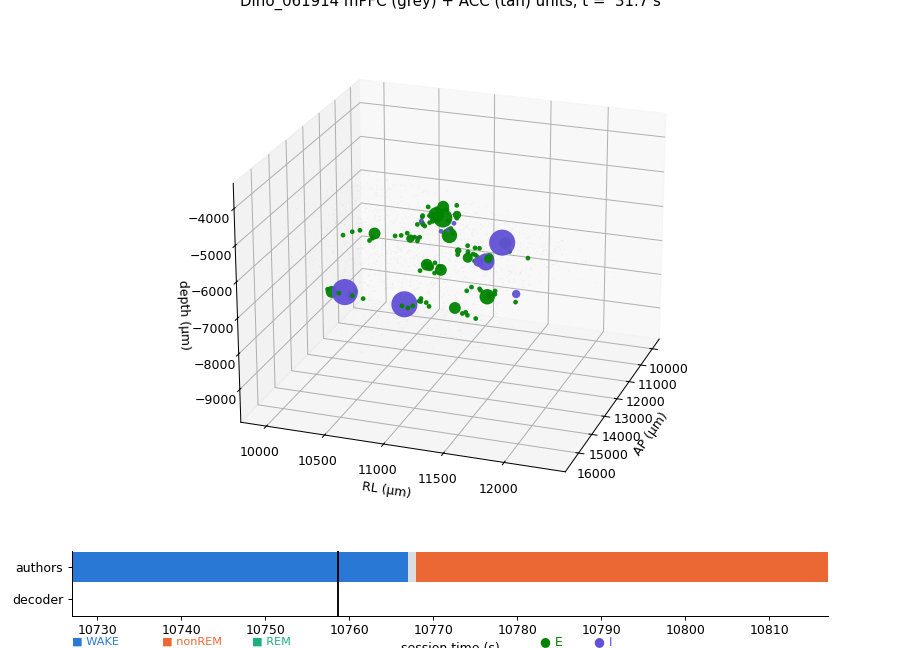 Dino_061914 mPFC (grey) + ACC (tan) units, t = 31.7 s
−4000
−5000
−6000
−7000
−8000
−9000
depth (μm)
10000
10500
11000
11500
12000
RL (μm)
10000
11000
12000
13000
14000
15000
16000
AP (μm)
authors
decoder
10730 10740 10750 10760 10770 10780 10790 10800 10810
WAKE nonREM REM E I
session time (s)